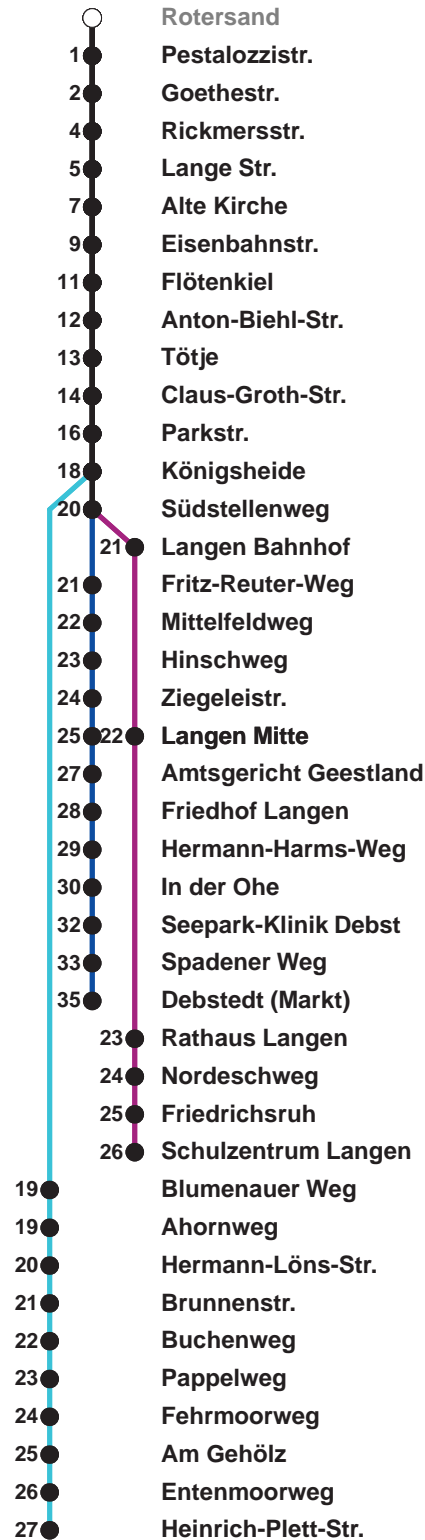 Rotersand
1 Pestalozzistr.
2 Goethestr.
4 Rickmersstr.
5 Lange Str.
7 Alte Kirche
9 Eisenbahnstr.
11 Flötenkiel
12 Anton-Biehl-Str.
13 Tötje
14 Claus-Groth-Str.
16 Parkstr.
18 Königsheide
20 Südstellenweg
21 Langen Bahnhof
21 Fritz-Reuter-Weg
22 Mittelfeldweg
23 Hinschweg
24 Ziegeleistr.
25 22 Langen Mitte
27 Amtsgericht Geestland
28 Friedhof Langen
29 Hermann-Harms-Weg
30 In der Ohe
32 Seepark-Klinik Debst
33 Spadener Weg
35 Debstedt (Markt)
23 Rathaus Langen
24 Nordeschweg
25 Friedrichsruh
26 Schulzentrum Langen
19 Blumenauer Weg
19 Ahornweg
20 Hermann-Löns-Str.
21 Brunnenstr.
22 Buchenweg
23 Pappelweg
24 Fehrmoorweg
25 Am Gehölz
26 Entenmoorweg
27 Heinrich-Plett-Str.